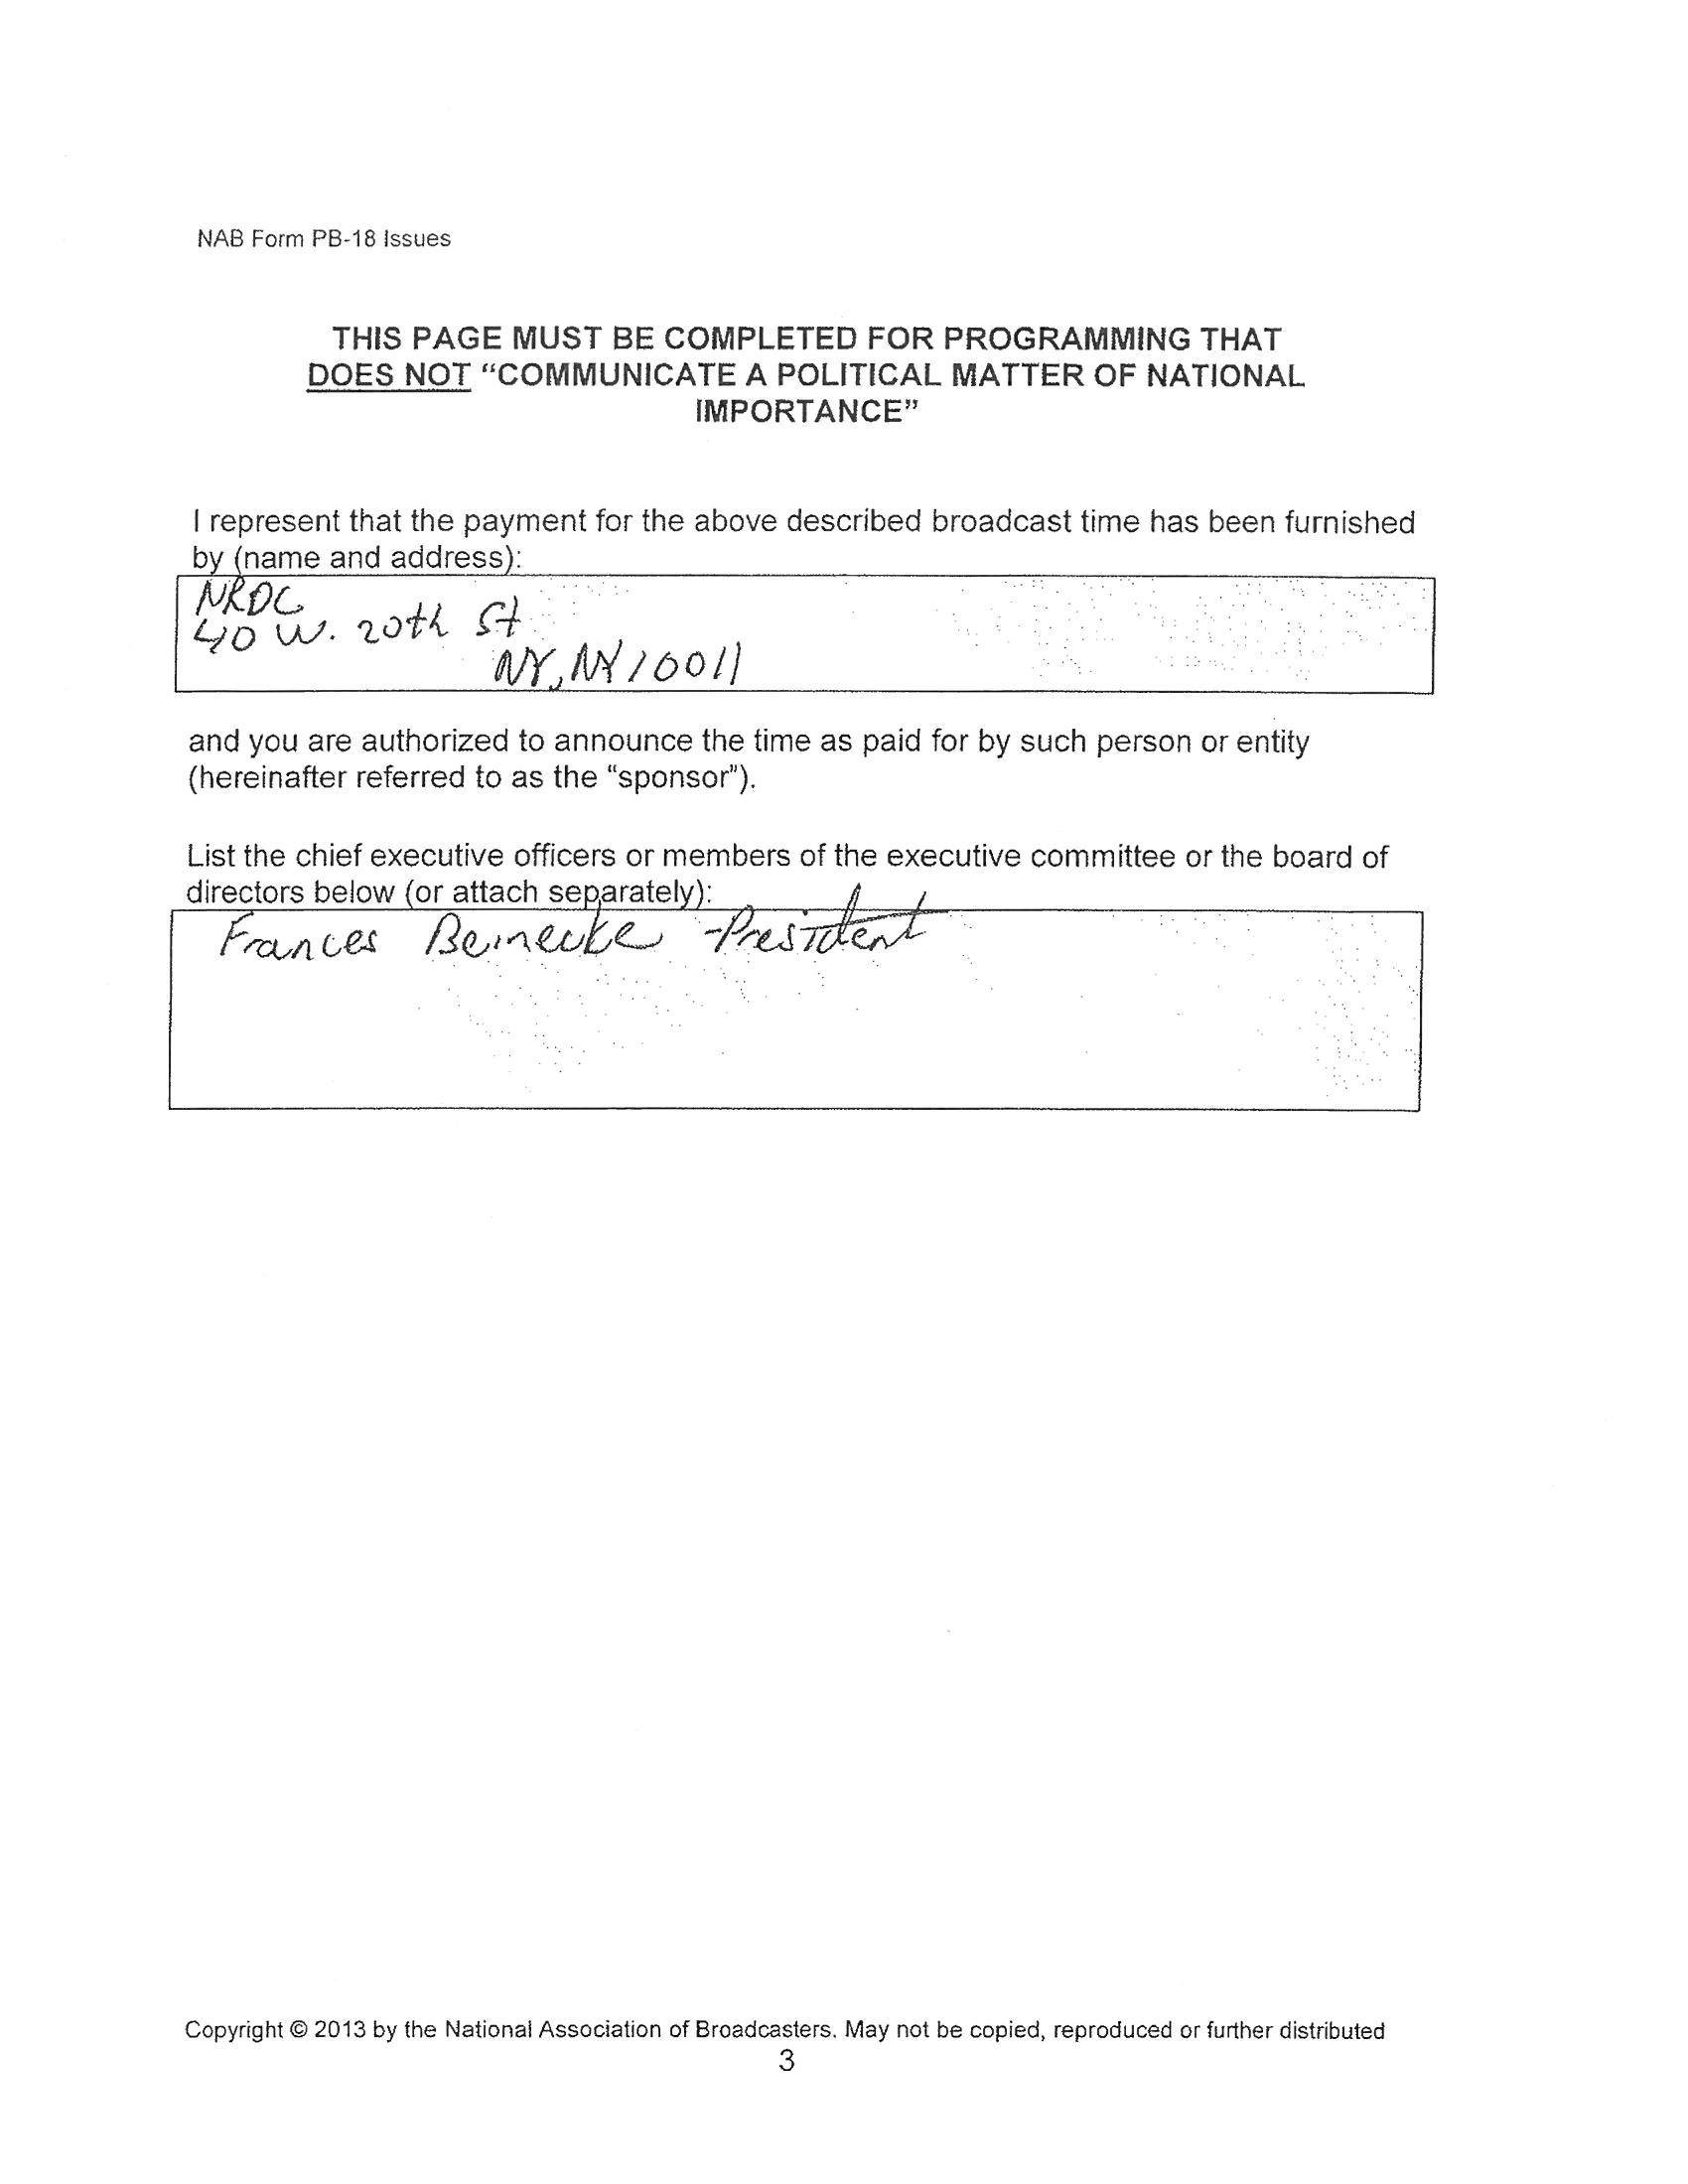 NAB Form PB-18 Issues
THIS PAGE MUST BE COMPLETED FOR PROGRAMMING THAT
DOES NOT “COMMUNICATE A POLITICAL MATTER OF NATIONAL
IMPORTANCE”
I represent that the payment for the above described broadcast time has been furnished
by (name and address):
NRDC
40 W. 20th St
NY, NY 10011
and you are authorized to announce the time as paid for by such person or entity
(hereinafter referred to as the “sponsor”).
List the chief executive officers or members of the executive committee or the board of
directors below (or attach separately):
Frances Beinecke - President
Copyright © 2013 by the National Association of Broadcasters. May not be copied, reproduced or further distributed
3